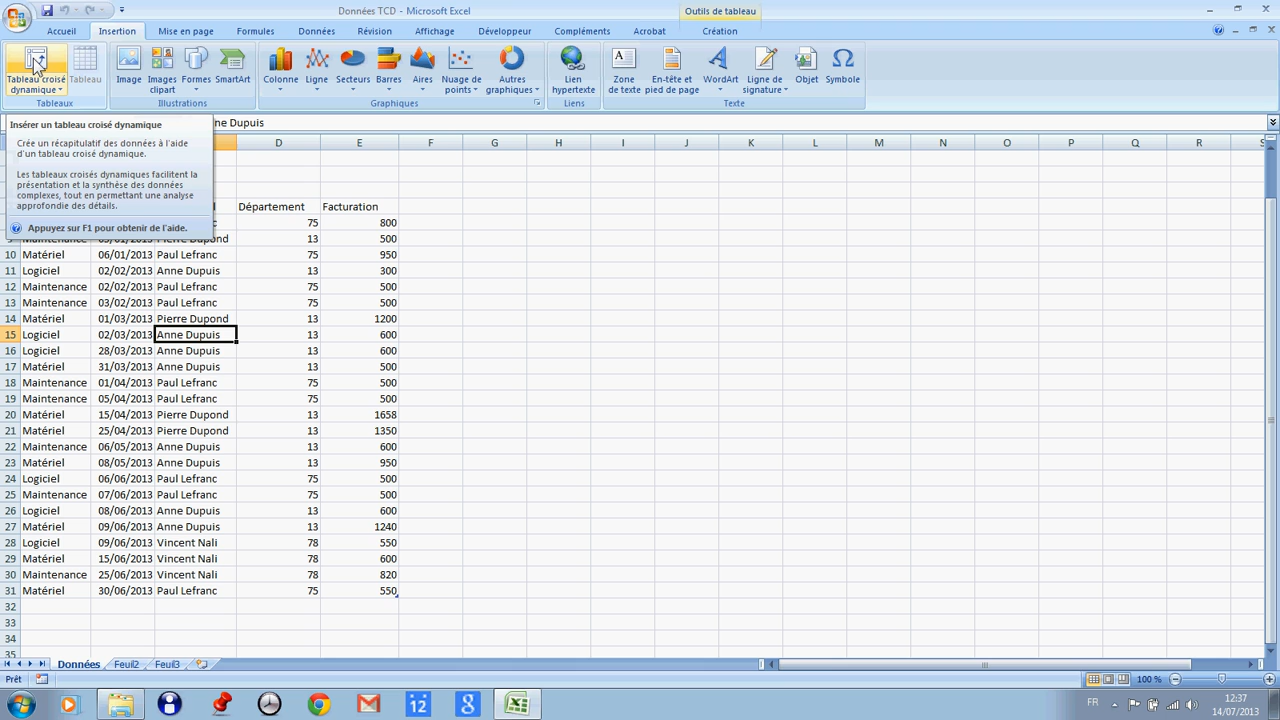 Données TCD - Microsoft Excel
Outils de tableau
Accueil Insertion Mise en page Formules Données Révision Affichage Développeur Compléments Acrobat Création
Tableau croisé dynamique Tableau Image Images clipart Formes SmartArt Colonne Ligne Secteurs Barres Aires Nuage de points Autres graphiques Lien hypertexte Zone de texte En-tête et pied de page WordArt Ligne de signature Objet Symbole
Tableaux Illustrations Graphiques Liens Texte
ne Dupuis
Insérer un tableau croisé dynamique
Crée un récapitulatif des données à l'aide
d'un tableau croisé dynamique.
Les tableaux croisés dynamiques facilitent la
présentation et la synthèse des données
complexes, tout en permettant une analyse
approfondie des détails.
Appuyez sur F1 pour obtenir de l'aide.
D E F G H I J K L M N O P Q R
Département Facturation
75 800
Pierre Dupond 13 500
10 Matériel 06/01/2013 Paul Lefranc 75 950
11 Logiciel 02/02/2013 Anne Dupuis 13 300
12 Maintenance 02/02/2013 Paul Lefranc 75 500
13 Maintenance 03/02/2013 Paul Lefranc 75 500
14 Matériel 01/03/2013 Pierre Dupond 13 1200
15 Logiciel 02/03/2013 Anne Dupuis 13 600
16 Logiciel 28/03/2013 Anne Dupuis 13 600
17 Matériel 31/03/2013 Anne Dupuis 13 500
18 Maintenance 01/04/2013 Paul Lefranc 75 500
19 Maintenance 05/04/2013 Paul Lefranc 75 500
20 Matériel 15/04/2013 Pierre Dupond 13 1658
21 Matériel 25/04/2013 Pierre Dupond 13 1350
22 Maintenance 06/05/2013 Anne Dupuis 13 600
23 Matériel 08/05/2013 Anne Dupuis 13 950
24 Logiciel 06/06/2013 Paul Lefranc 75 500
25 Maintenance 07/06/2013 Paul Lefranc 75 500
26 Logiciel 08/06/2013 Anne Dupuis 13 600
27 Matériel 09/06/2013 Anne Dupuis 13 1240
28 Logiciel 09/06/2013 Vincent Nali 78 550
29 Matériel 15/06/2013 Vincent Nali 78 600
30 Maintenance 25/06/2013 Vincent Nali 78 820
31 Matériel 30/06/2013 Paul Lefranc 75 550
32
33
34
35
Données Feuil2 Feuil3
Prêt 100 %
12
FR 12:37
14/07/2013